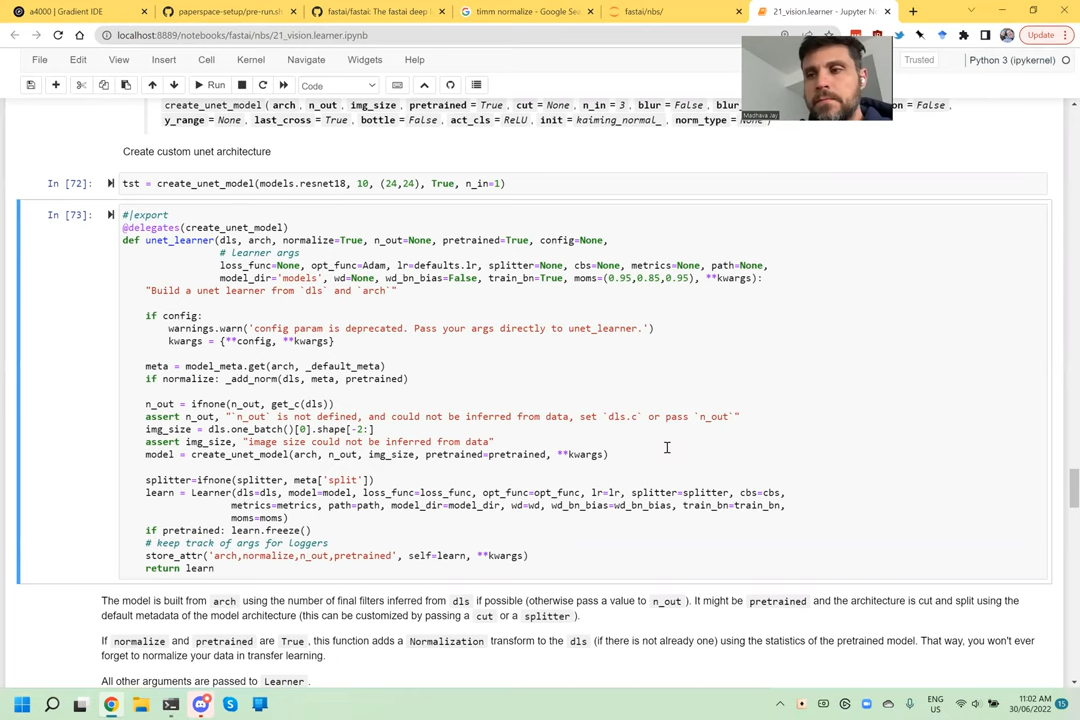 a4000 | Gradient IDE
paperspace-setup/pre-run.sh
fastai/fastai: The fastai deep l
timm normalize - Google Sea
fastai/nbs/
21_vision.learner - Jupyter No
localhost:8889/notebooks/fastai/nbs/21_vision.learner.ipynb
Update
File Edit View Insert Cell Kernel Navigate Widgets Help
Trusted
Python 3 (ipykernel)
Run
Code
Madhava Jay
create_unet_model ( arch , n_out , img_size , pretrained = True , cut = None , n_in = 3 , blur = False , blur_
on = False ,
y_range = None , last_cross = True , bottle = False , act_cls = ReLU , init = kaiming_normal_ , norm_type = None
Create custom unet architecture
In [72]:
tst = create_unet_model(models.resnet18, 10, (24,24), True, n_in=1)
In [73]:
#|export
@delegates(create_unet_model)
def unet_learner(dls, arch, normalize=True, n_out=None, pretrained=True, config=None,
# learner args
loss_func=None, opt_func=Adam, lr=defaults.lr, splitter=None, cbs=None, metrics=None, path=None,
model_dir='models', wd=None, wd_bn_bias=False, train_bn=True, moms=(0.95,0.85,0.95), **kwargs):
"Build a unet learner from `dls` and `arch`"
if config:
warnings.warn('config param is deprecated. Pass your args directly to unet_learner.')
kwargs = {**config, **kwargs}
meta = model_meta.get(arch, _default_meta)
if normalize: _add_norm(dls, meta, pretrained)
n_out = ifnone(n_out, get_c(dls))
assert n_out, "`n_out` is not defined, and could not be inferred from data, set `dls.c` or pass `n_out`"
img_size = dls.one_batch()[0].shape[-2:]
assert img_size, "image size could not be inferred from data"
model = create_unet_model(arch, n_out, img_size, pretrained=pretrained, **kwargs)
splitter=ifnone(splitter, meta['split'])
learn = Learner(dls=dls, model=model, loss_func=loss_func, opt_func=opt_func, lr=lr, splitter=splitter, cbs=cbs,
metrics=metrics, path=path, model_dir=model_dir, wd=wd, wd_bn_bias=wd_bn_bias, train_bn=train_bn,
moms=moms)
if pretrained: learn.freeze()
# keep track of args for loggers
store_attr('arch,normalize,n_out,pretrained', self=learn, **kwargs)
return learn
The model is built from arch using the number of final filters inferred from dls if possible (otherwise pass a value to n_out ). It might be pretrained and the architecture is cut and split using the
default metadata of the model architecture (this can be customized by passing a cut or a splitter ).
If normalize and pretrained are True , this function adds a Normalization transform to the dls (if there is not already one) using the statistics of the pretrained model. That way, you won't ever
forget to normalize your data in transfer learning.
All other arguments are passed to Learner .
ENG
US
11:02 AM
30/06/2022
15